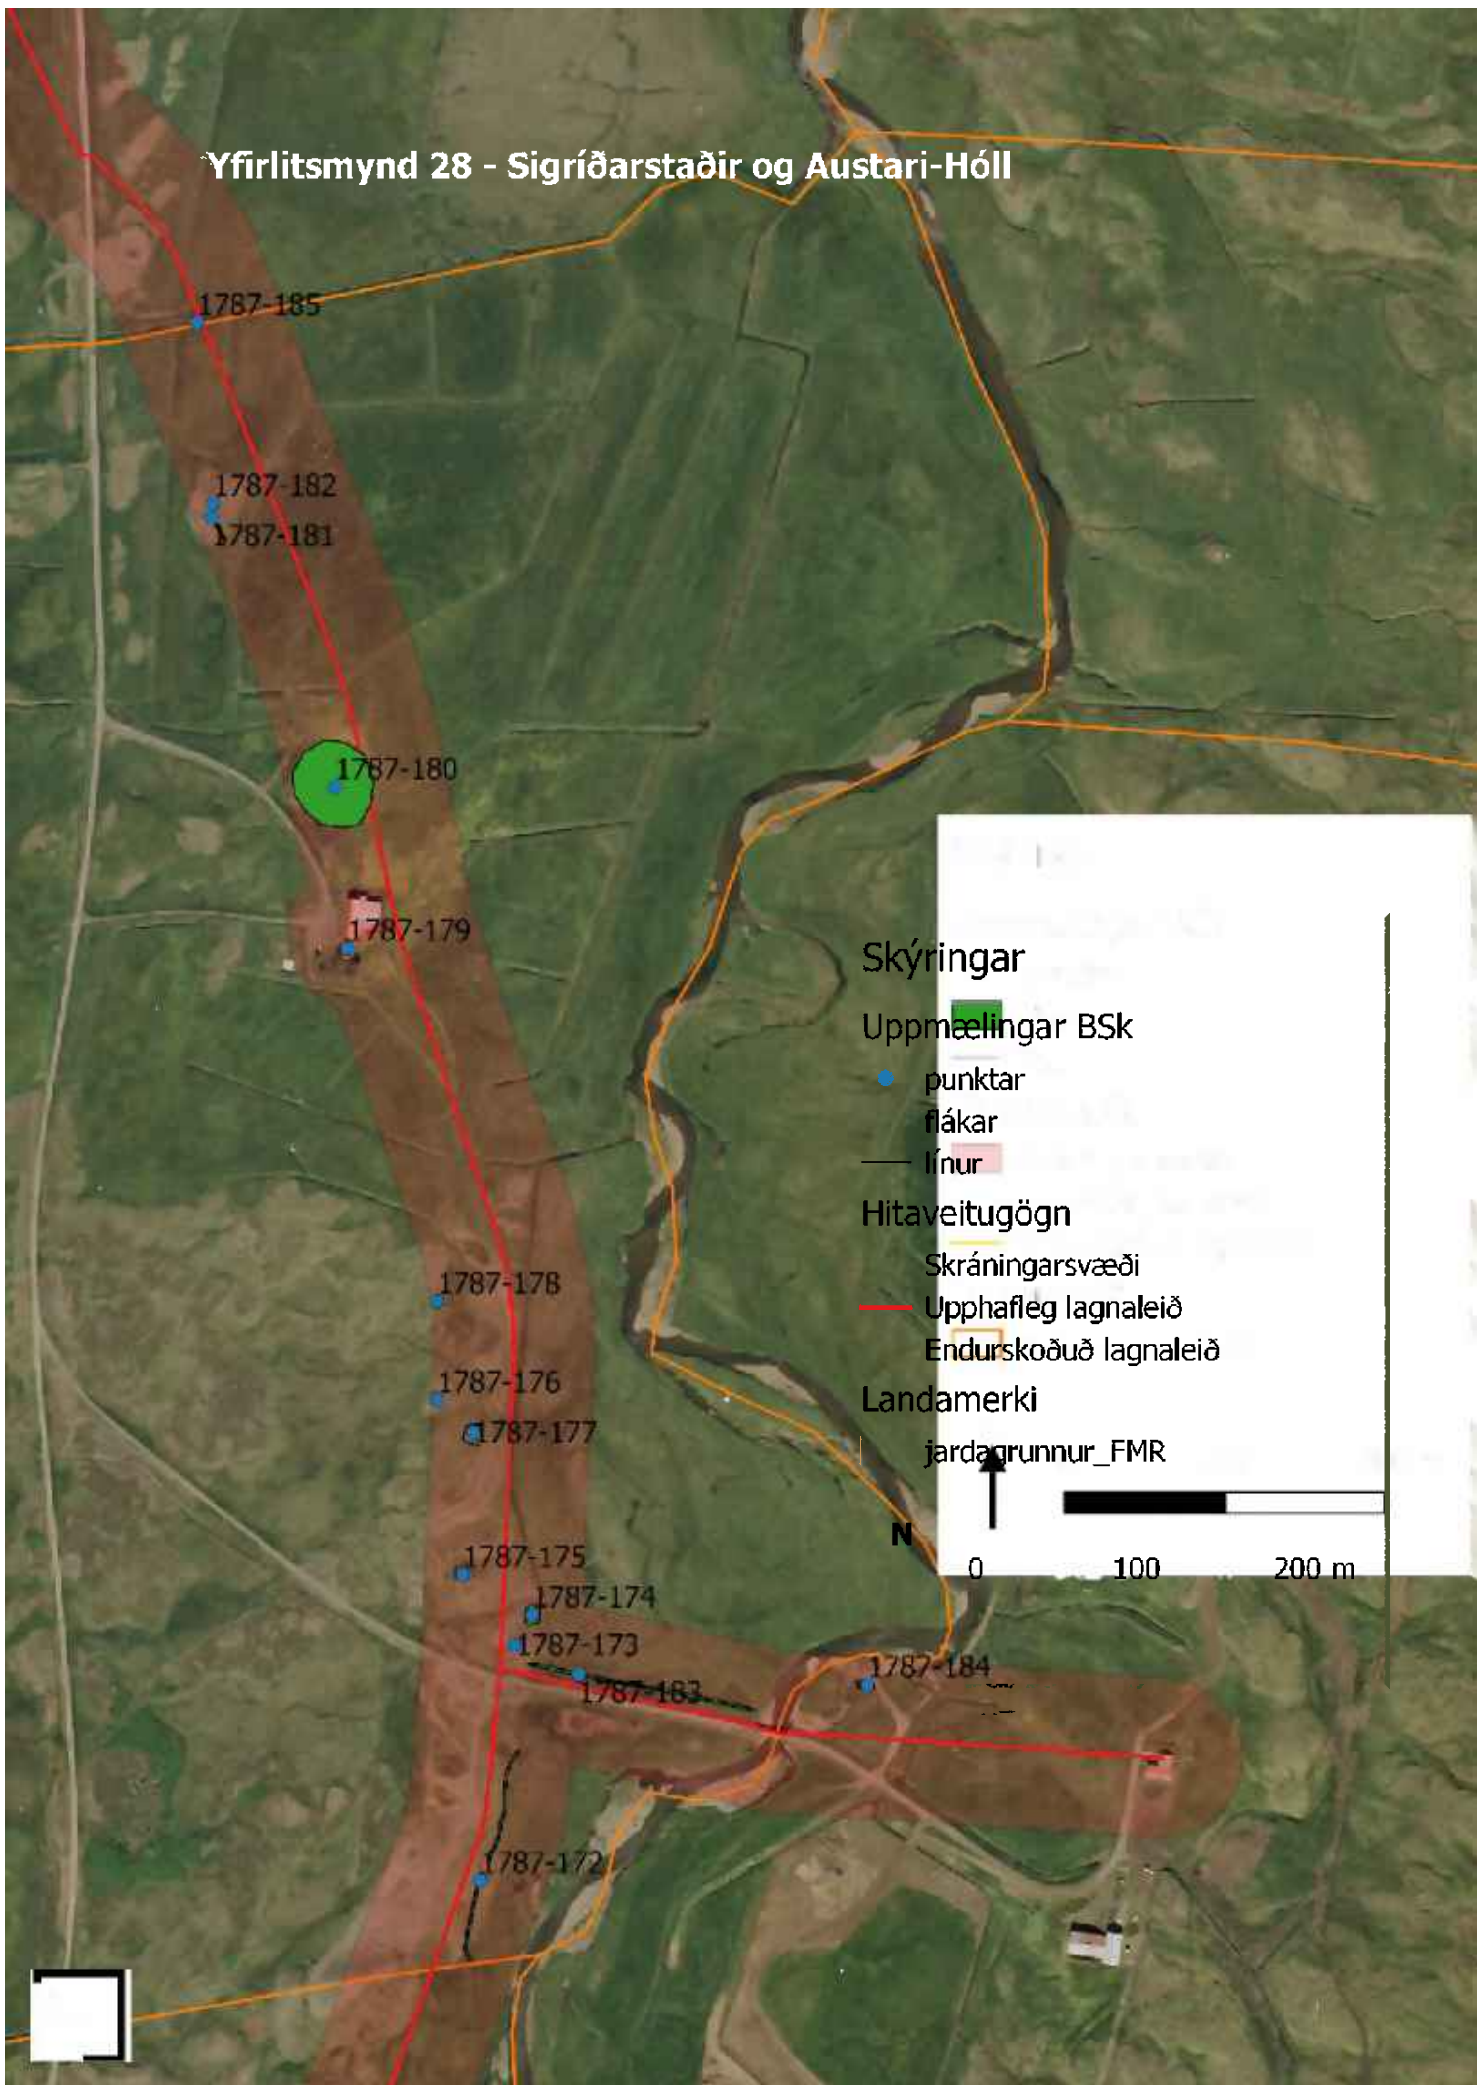 Yfirlitsmynd 28 - Sigríðarstaðir og Austari-Hóll
1787-185
1787-182
1787-181
1787-180
1787-179
Skýringar
Uppmælingar BSk
punktar
flákar
línur
Hitaveitugögn
1787-178
Skráningarsvæði
Upphafleg lagnaleið
Endurskoðuð lagnaleið
1787-176
Landamerki
1787-177
jardagrunnur_FMR
N
1787-175
0 100 200 m
1787-174
1787-173
1787-184
1787-183
1787-172